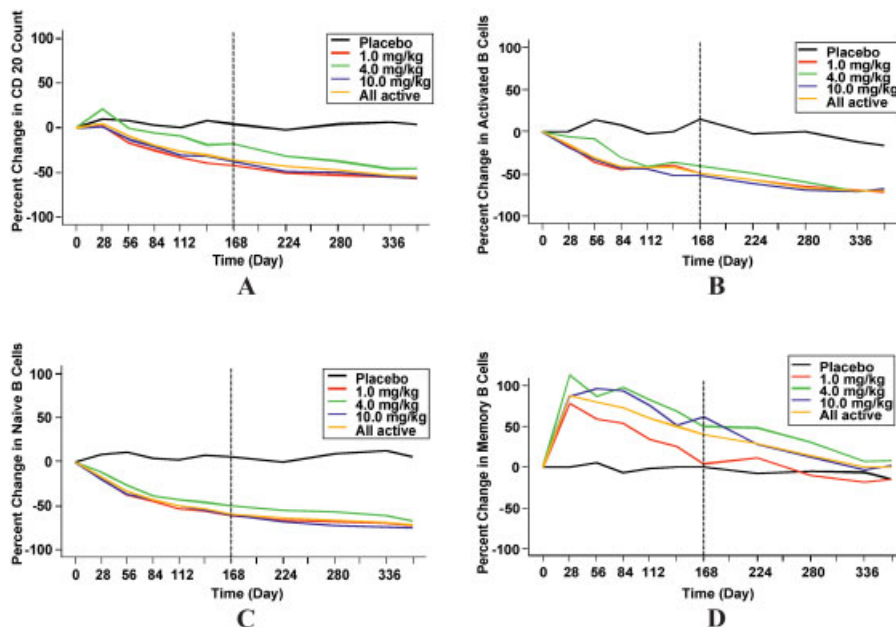 Percent Change in CD 20 Count
100
50
0
-50
-100
Placebo
1.0 mg/kg
4.0 mg/kg
10.0 mg/kg
All active
0 28 56 84 112 168 224 280 336
Time (Day)
A
Percent Change in Activated B Cells
100
50
0
-50
-100
Placebo
1.0 mg/kg
4.0 mg/kg
10.0 mg/kg
All active
0 28 56 84 112 168 224 280 336
Time (Day)
B
Percent Change in Naive B Cells
100
50
0
-50
-100
Placebo
1.0 mg/kg
4.0 mg/kg
10.0 mg/kg
All active
0 28 56 84 112 168 224 280 336
Time (Day)
C
Percent Change in Memory B Cells
100
50
0
-50
-100
Placebo
1.0 mg/kg
4.0 mg/kg
10.0 mg/kg
All active
0 28 56 84 112 168 224 280 336
Time (Day)
D